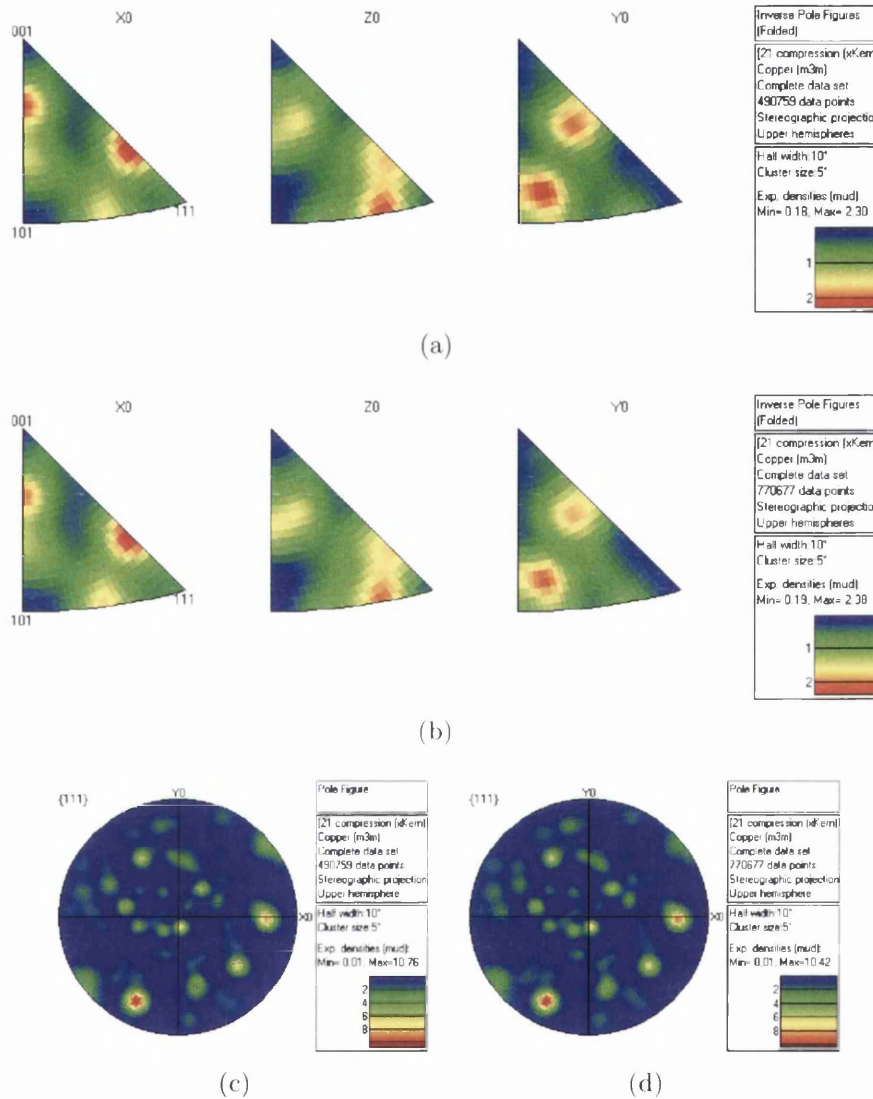 X0
Z0
Y0
001
111
101
Inverse Pole Figures
(Folded)
[21 compression (xKern
Copper (m3m)
Complete data set
490759 data points
Stereographic projection
Upper hemispheres
Half width:10°
Cluster size:5°
Exp. densities (mud):
Min= 0.18, Max= 2.30
1
2
(a)
X0
Z0
Y0
001
111
101
Inverse Pole Figures
(Folded)
[21 compression (xKern
Copper (m3m)
Complete data set
770677 data points
Stereographic projection
Upper hemispheres
Half width:10°
Cluster size:5°
Exp. densities (mud):
Min= 0.19, Max= 2.38
1
2
(b)
{111}
Y0
X0
Pole Figure
[21 compression (xKern)]
Copper (m3m)
Complete data set
490759 data points
Stereographic projection
Upper hemisphere
Half width:10°
Cluster size:5°
Exp. densities (mud):
Min= 0.01, Max=10.76
2
4
6
8
(c)
{111}
Y0
X0
Pole Figure
[21 compression (xKern)]
Copper (m3m)
Complete data set
770677 data points
Stereographic projection
Upper hemisphere
Half width:10°
Cluster size:5°
Exp. densities (mud):
Min= 0.01, Max=10.42
2
4
6
8
(d)